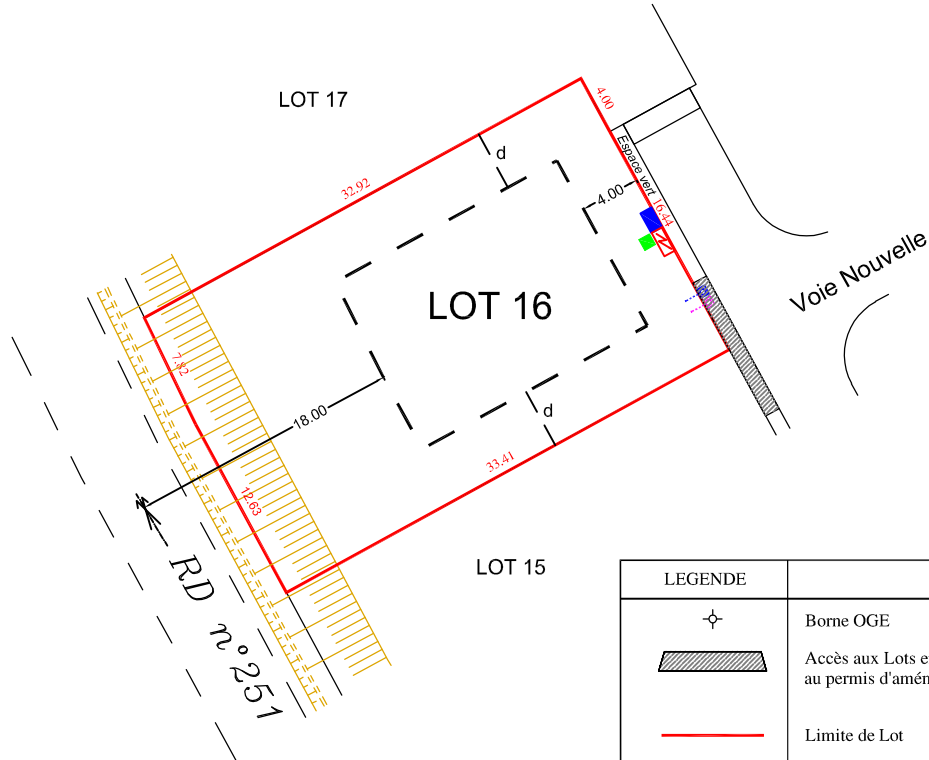 LOT 17
4.00
32.92
d
Espace vert
4.00
16.44
LOT 16
Voie Nouvelle
7.82
18.00
d
33.41
12.63
RD n°251
LOT 15
LEGENDE
Borne OGE
Accès aux Lots e
au permis d'amén
Limite de Lot